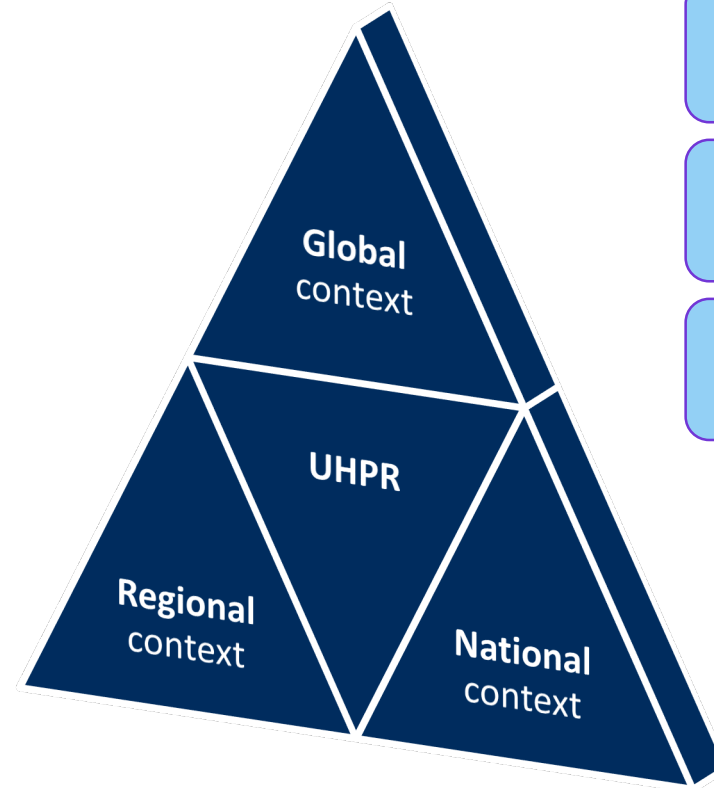 Global
context
UHPR
Regional
context
National
context